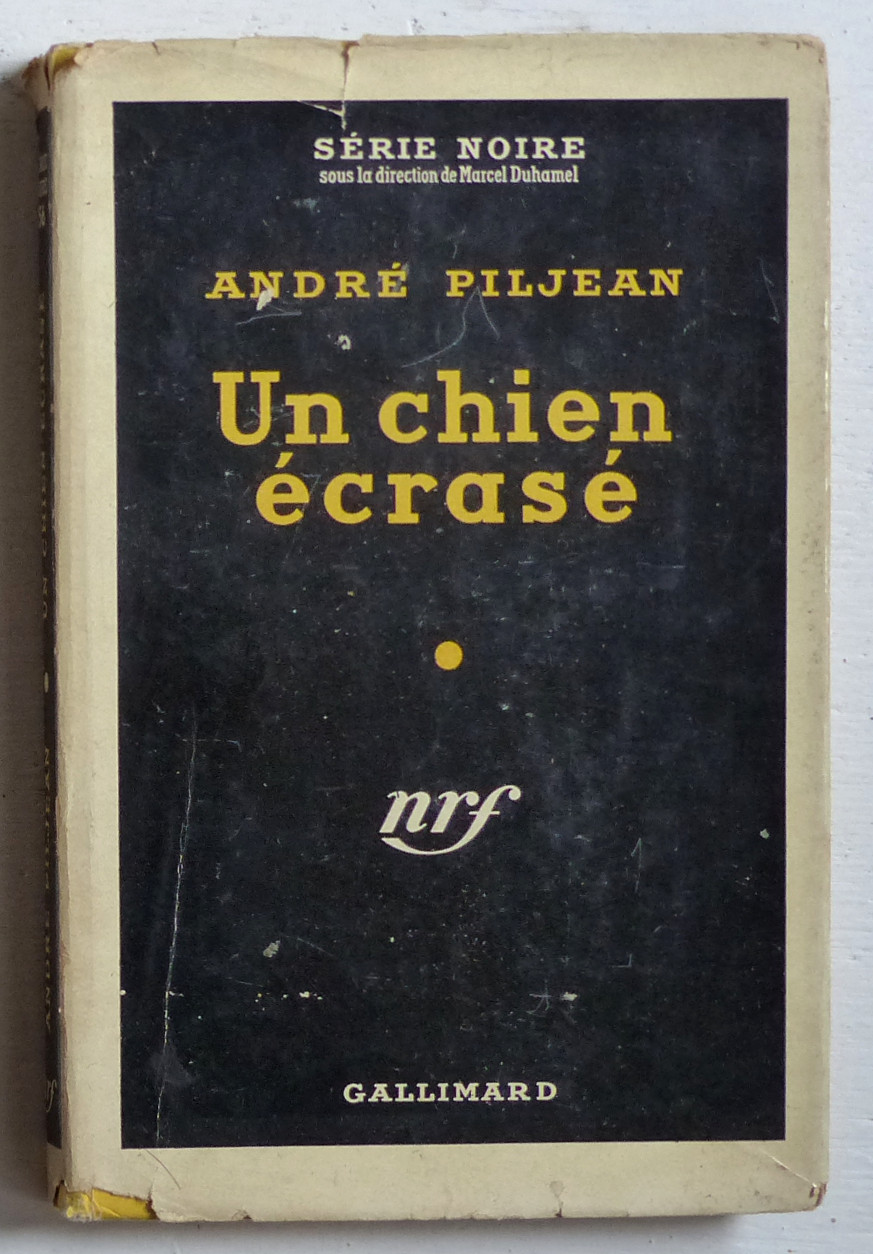 SÉRIE NOIRE
sous la direction de Marcel Duhamel
ANDRÉ PILJEAN
Un chien
écrasé
nrf
GALLIMARD